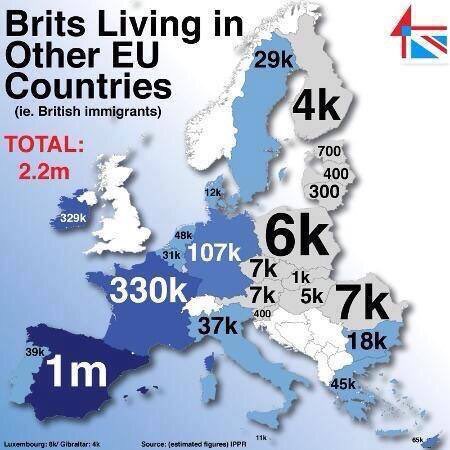 Brits Living in
Other EU
Countries
(ie. British immigrants)
TOTAL:
2.2m
29k
4k
700
400
300
12k
329k
48k
31k
107k
6k
7k
1k
330k
7k
5k
7k
400
37k
18k
39k
1m
45k
11k
65k
Luxembourg: 8k/ Gibraltar: 4k
Source: (estimated figures) IPPR